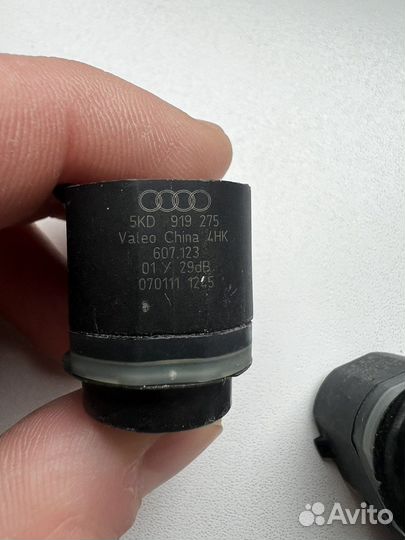 5KD 919 275
Valeo China 4HK
607.123
01 Y 29dB
070111 1245
Avito